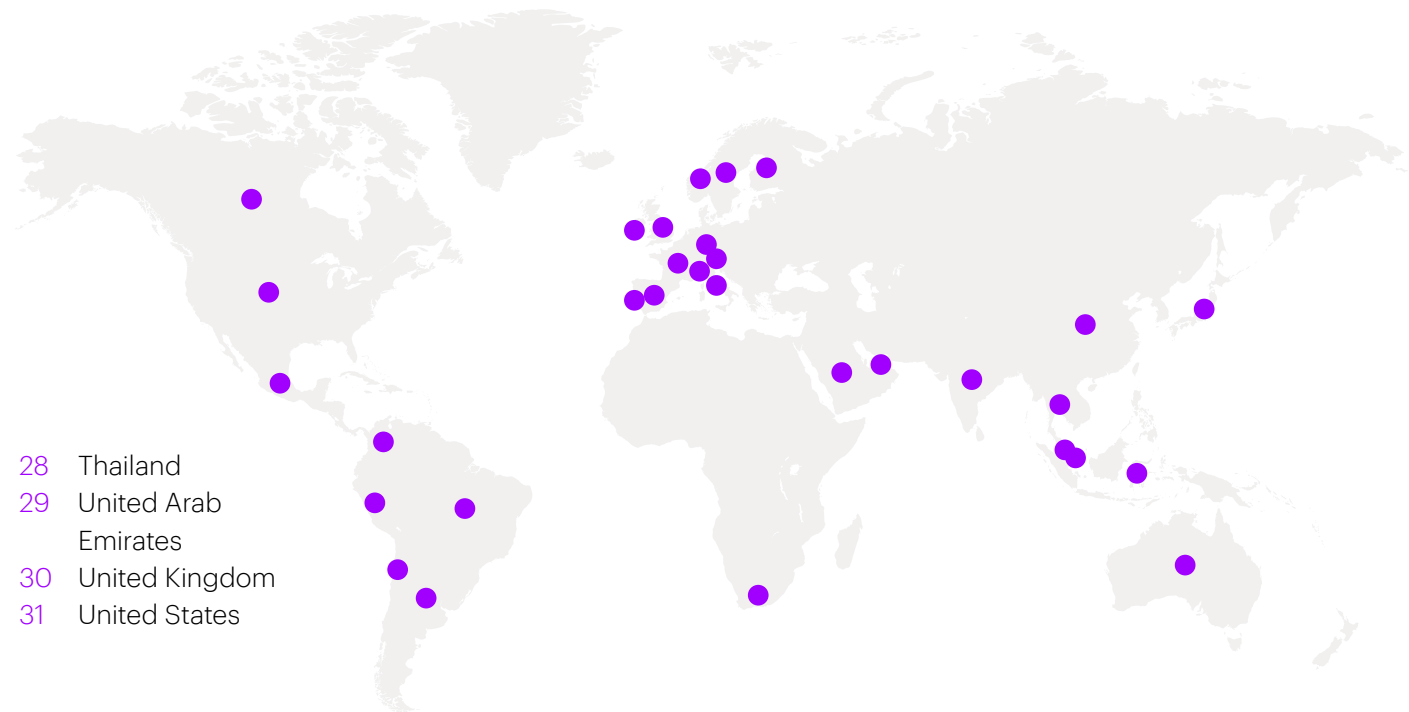 28 Thailand
29 United Arab
Emirates
30 United Kingdom
31 United States